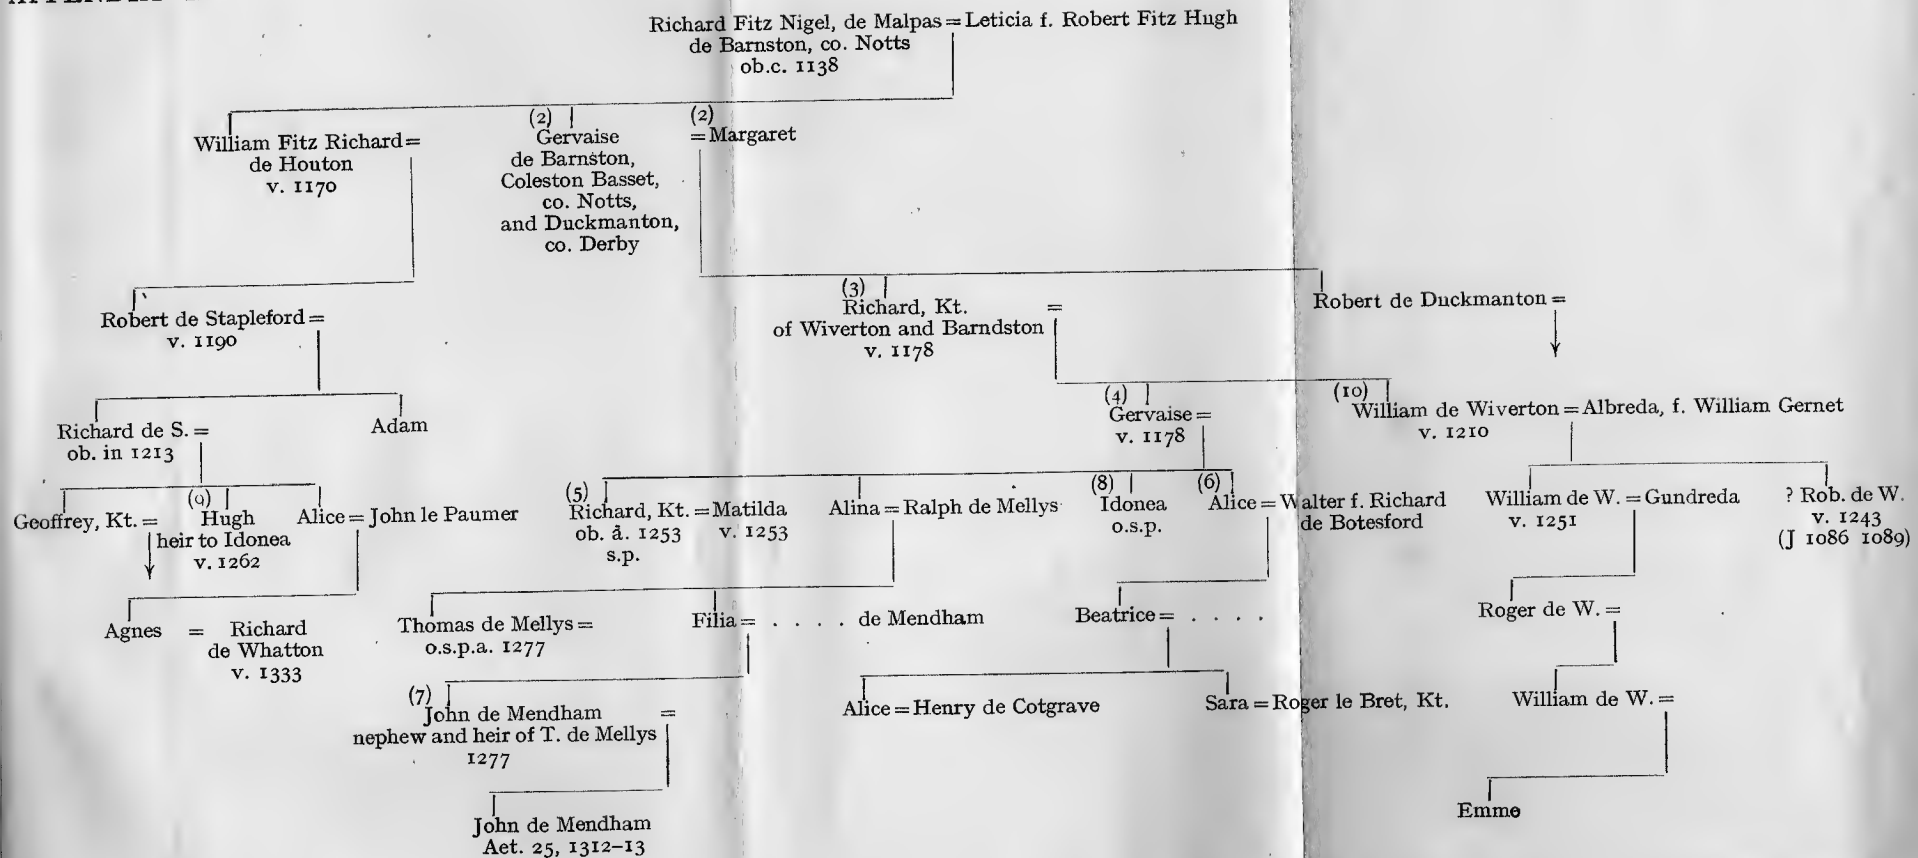 Richard Fitz Nigel, de Malpas = Leticia f. Robert Fitz Hugh
de Barnston, co. Notts
ob.c. 1138
William Fitz Richard =
de Houton
v. 1170
(2)
Gervaise
de Barnston,
Coleston Basset,
co. Notts,
and Duckmanton,
co. Derby
(2)
= Margaret
Robert de Stapleford =
v. 1190
(3)
Richard, Kt. =
of Wiverton and Barndston
v. 1178
Robert de Duckmanton =
Richard de S. =
ob. in 1213
Adam
(4)
Gervaise =
v. 1178
(10)
William de Wiverton = Albreda, f. William Gernet
v. 1210
Geoffrey, Kt. =
(9)
Hugh
heir to Idonea
v. 1262
Alice = John le Paumer
(5)
Richard, Kt. = Matilda
ob. à. 1253 v. 1253
s.p.
Alina = Ralph de Mellys
(8)
Idonea
o.s.p.
(6)
Alice = Walter f. Richard
de Botesford
William de W. = Gundreda
v. 1251
? Rob. de W.
v. 1243
(J 1086 1089)
Agnes = Richard
de Whatton
v. 1333
Thomas de Mellys =
o.s.p.a. 1277
Filia = . . . . de Mendham
Beatrice = . . . .
Roger de W. =
(7)
John de Mendham =
nephew and heir of T. de Mellys
1277
Alice = Henry de Cotgrave
Sara = Roger le Bret, Kt.
William de W. =
John de Mendham
Aet. 25, 1312–13
Emme